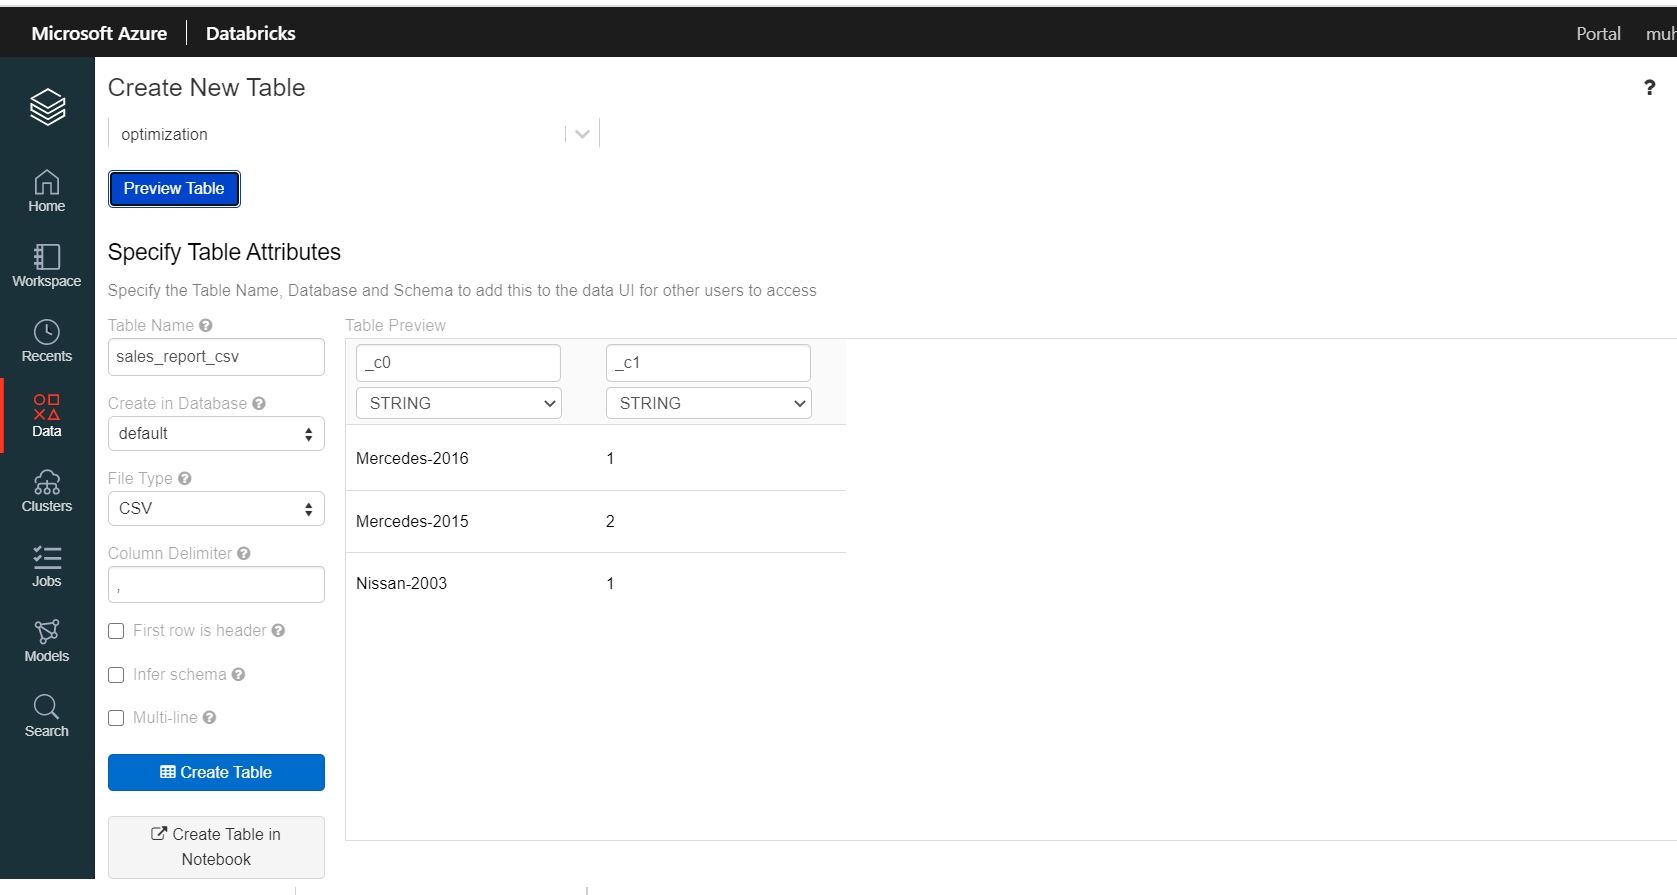 Microsoft Azure | Databricks
Portal
muh
Create New Table
?
optimization
Preview Table
Home
Workspace
Recents
Data
Clusters
Jobs
Models
Search
Specify Table Attributes
Specify the Table Name, Database and Schema to add this to the data UI for other users to access
Table Name ?
sales_report_csv
Create in Database ?
default
File Type ?
CSV
Column Delimiter ?
,
First row is header ?
Infer schema ?
Multi-line ?
Create Table
Create Table in
Notebook
Table Preview
_c0 _c1
STRING STRING
Mercedes-2016 1
Mercedes-2015 2
Nissan-2003 1